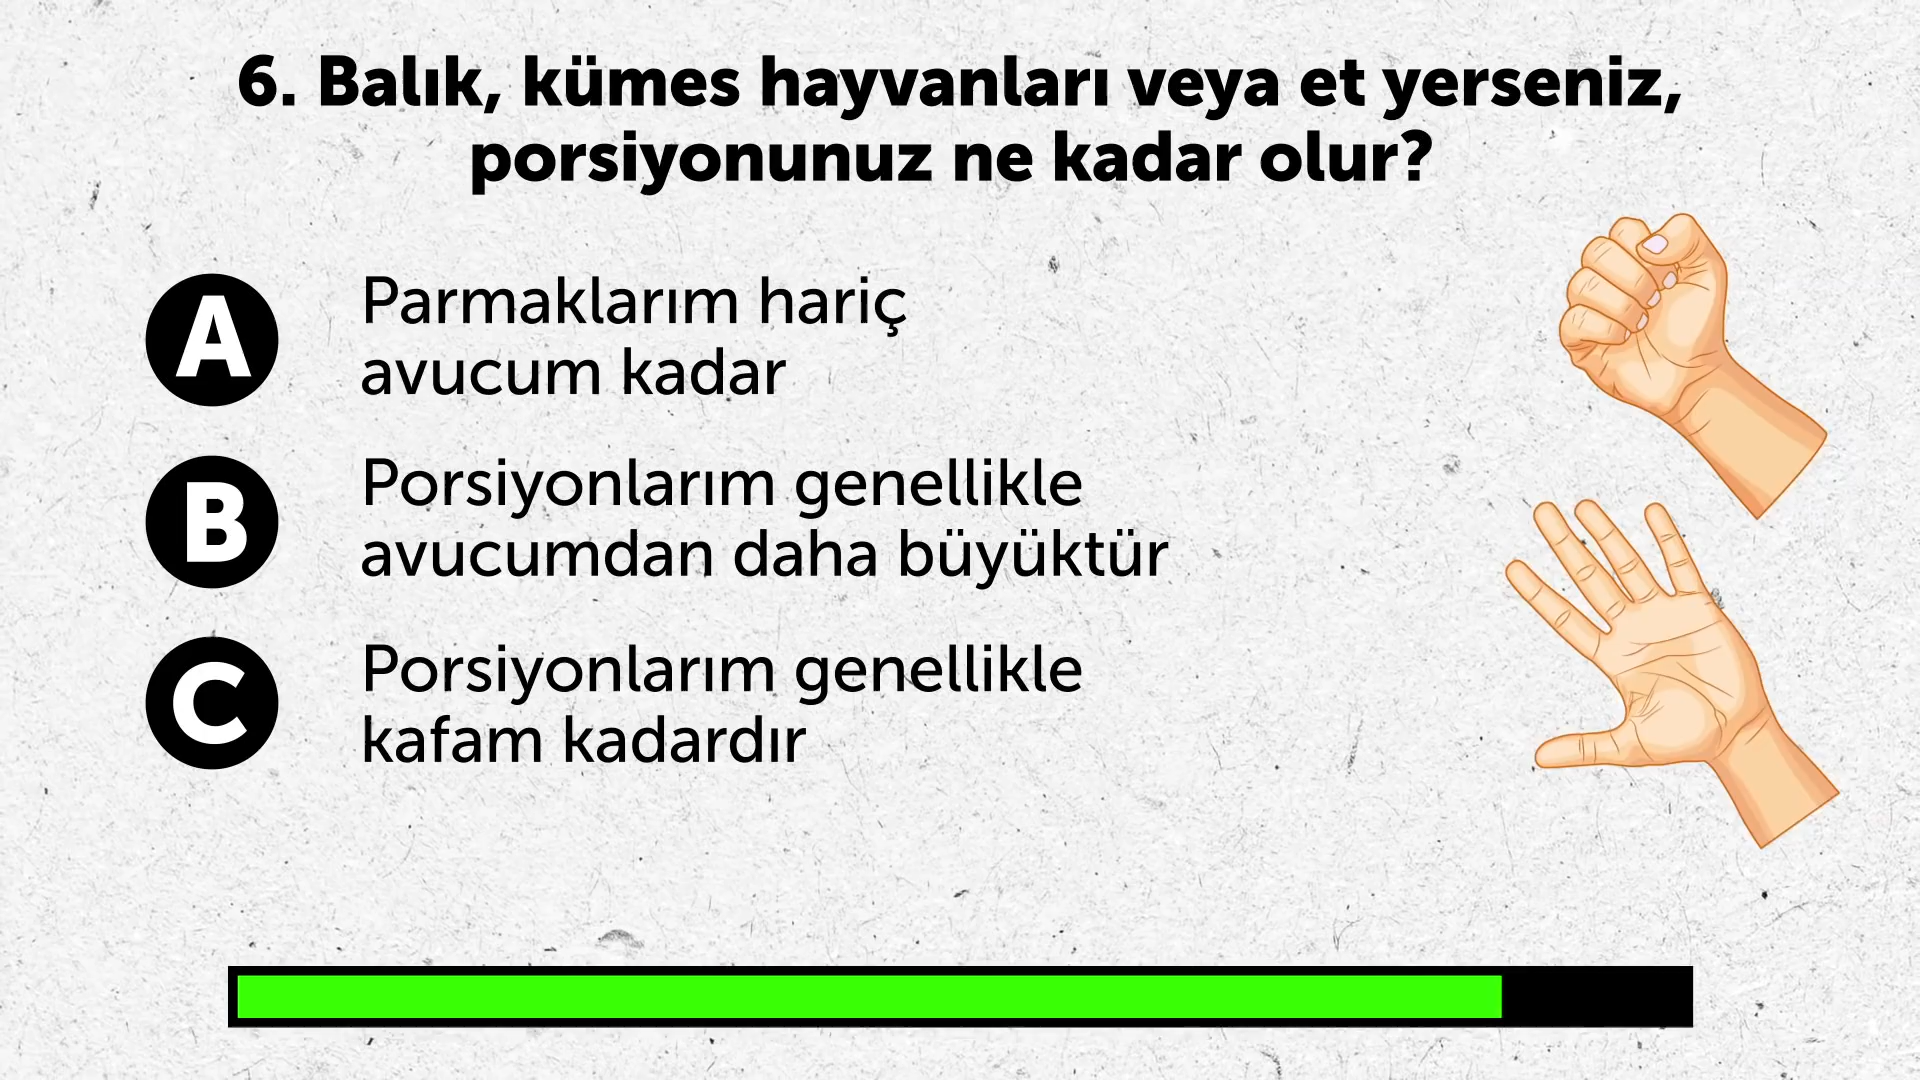 6. Balık, kümes hayvanları veya et yerseniz,
porsiyonunuz ne kadar olur?
A
Parmaklarım hariç
avucum kadar
B
Porsiyonlarım genellikle
avucumdan daha büyüktür
C
Porsiyonlarım genellikle
kafam kadardır